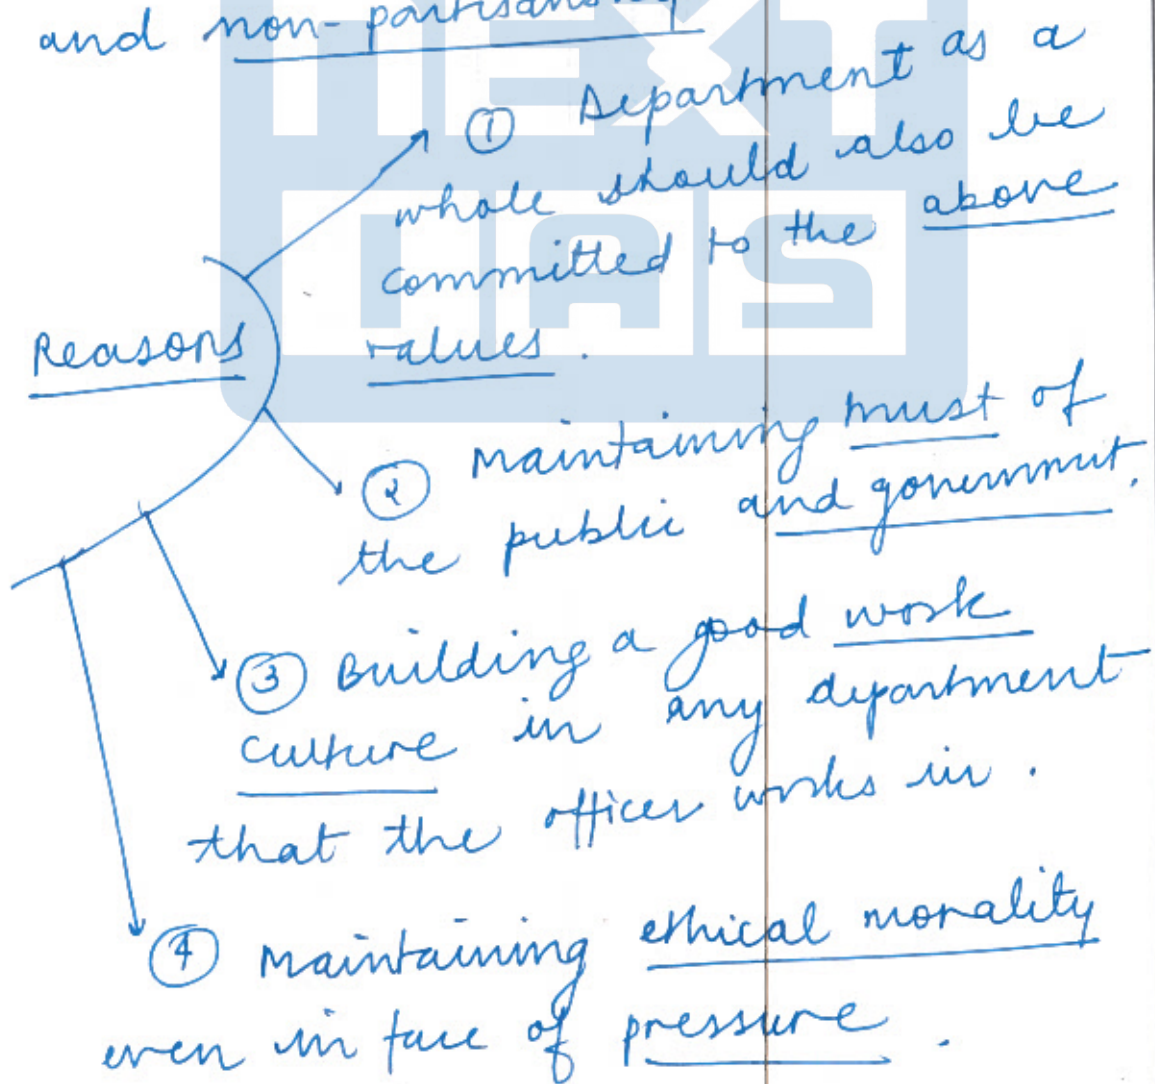 and non-partisanship
NEXT
IAS
① Department as a
whole should also be
committed to the above
values.
Reasons
② Maintaining trust of
the public and government.
③ Building a good work
culture in any department
that the officer works in.
④ Maintaining ethical morality
even in face of pressure.